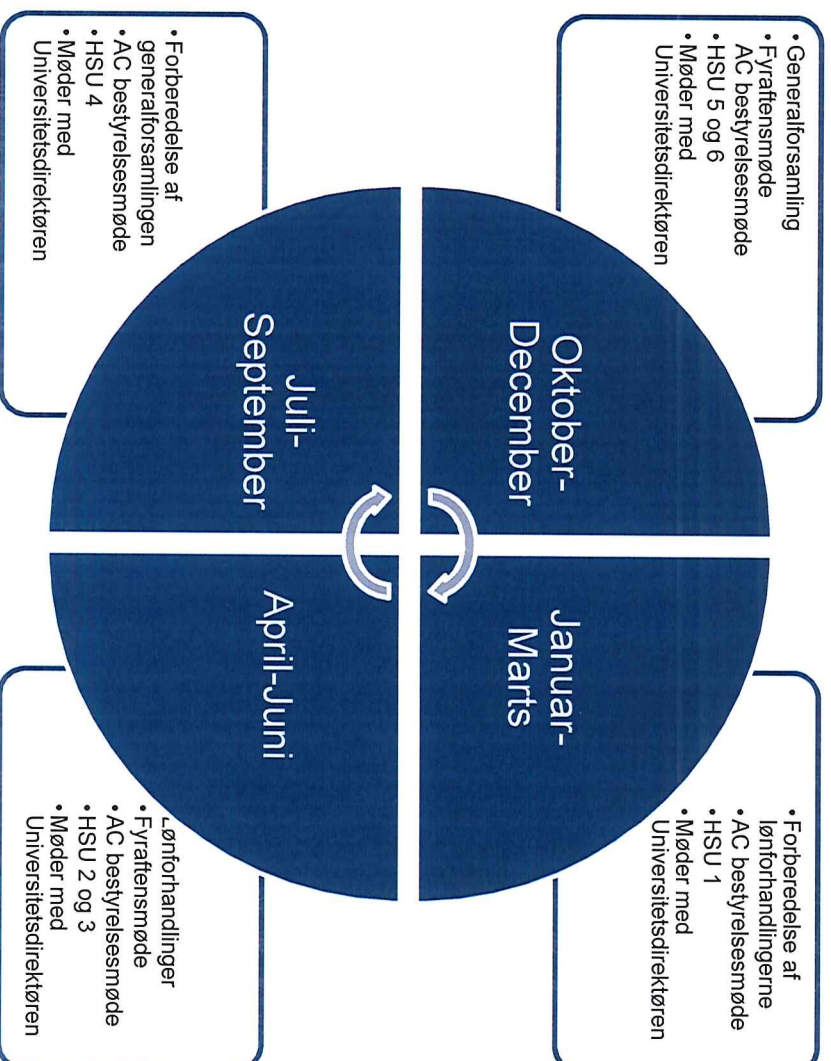 • Forberedelse af
lønforhandlingerne
• AC bestyrelsesmøde
• HSU 1
• Møder med
Universitetsdirektøren
Januar-
Marts
Lønforhandlinger
• Fyraftensmøde
• AC bestyrelsesmøde
• HSU 2 og 3
• Møder med
Universitetsdirektøren
April-Juni
Juli-
September
• Forberedelse af
generalforsamlingen
• AC bestyrelsesmøde
• HSU 4
• Møder med
Universitetsdirektøren
Oktober-
December
• Generalforsamling
• Fyraftensmøde
AC bestyrelsesmøde
• HSU 5 og 6
• Møder med
Universitetsdirektøren